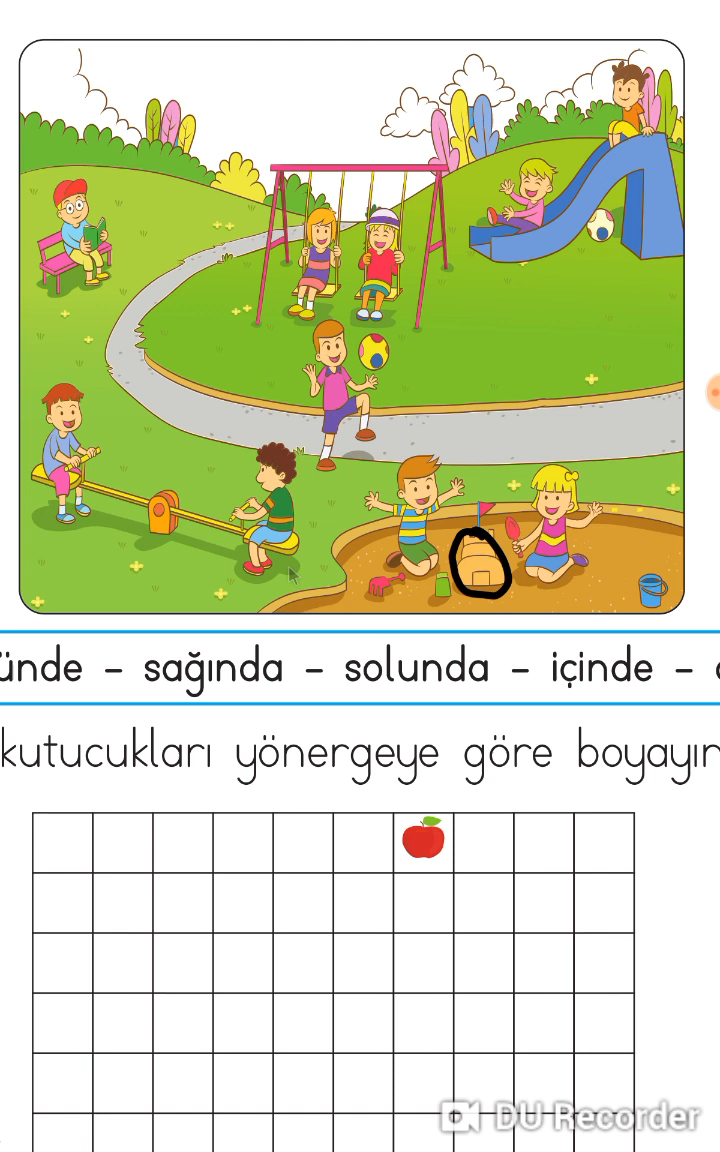 ünde - sağında - solunda - içinde -
kutucukları yönergeye göre boyayın
DU Recorder